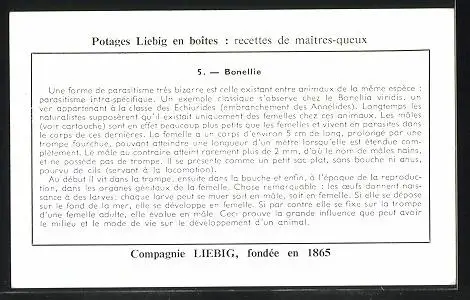 Potages Liebig en boîtes : recettes de maîtres-queux
5. — Bonellie
Une forme de parasitisme très bizarre est celle existant entre animaux de la même espèce :
parasitisme intra-spécifique. Un exemple classique s'observe chez le Bonellia viridis, un
ver appartenant à la classe des Echiurides (embranchement des Annélides). Longtemps les
naturalistes supposèrent qu'il existait uniquement des femelles chez ces animaux. Les mâles
(voir cartouche) sont en effet beaucoup plus petits que les femelles et vivent en parasites dans
le corps de ces dernières. La femelle a un corps d'environ 5 cm de long, prolongé par une
trompe fourchue, pouvant atteindre une longueur d'un mètre lorsqu'elle est étendue com-
plètement. Le mâle au contraire atteint rarement plus de 2 mm, d'où le nom de mâles nains,
et ne possède pas de trompe. Il se présente comme un petit sac plat, sans bouche ni anus,
pourvu de cils (servant à la locomotion).
Au début il vit dans la trompe, ensuite dans la bouche et enfin, à l'époque de la reproduc-
tion, dans les organes génitaux de la femelle. Chose remarquable : les œufs donnent nais-
sance à des larves; chaque larve peut se muer soit en mâle, soit en femelle. Si elle se dépose
sur le fond de la mer, elle se développe en femelle. Si par contre elle se fixe sur la trompe
d'une femelle adulte, elle évolue en mâle. Ceci prouve la grande influence que peut avoir
le milieu et le mode de vie sur le développement d'un animal.
Compagnie LIEBIG, fondée en 1865